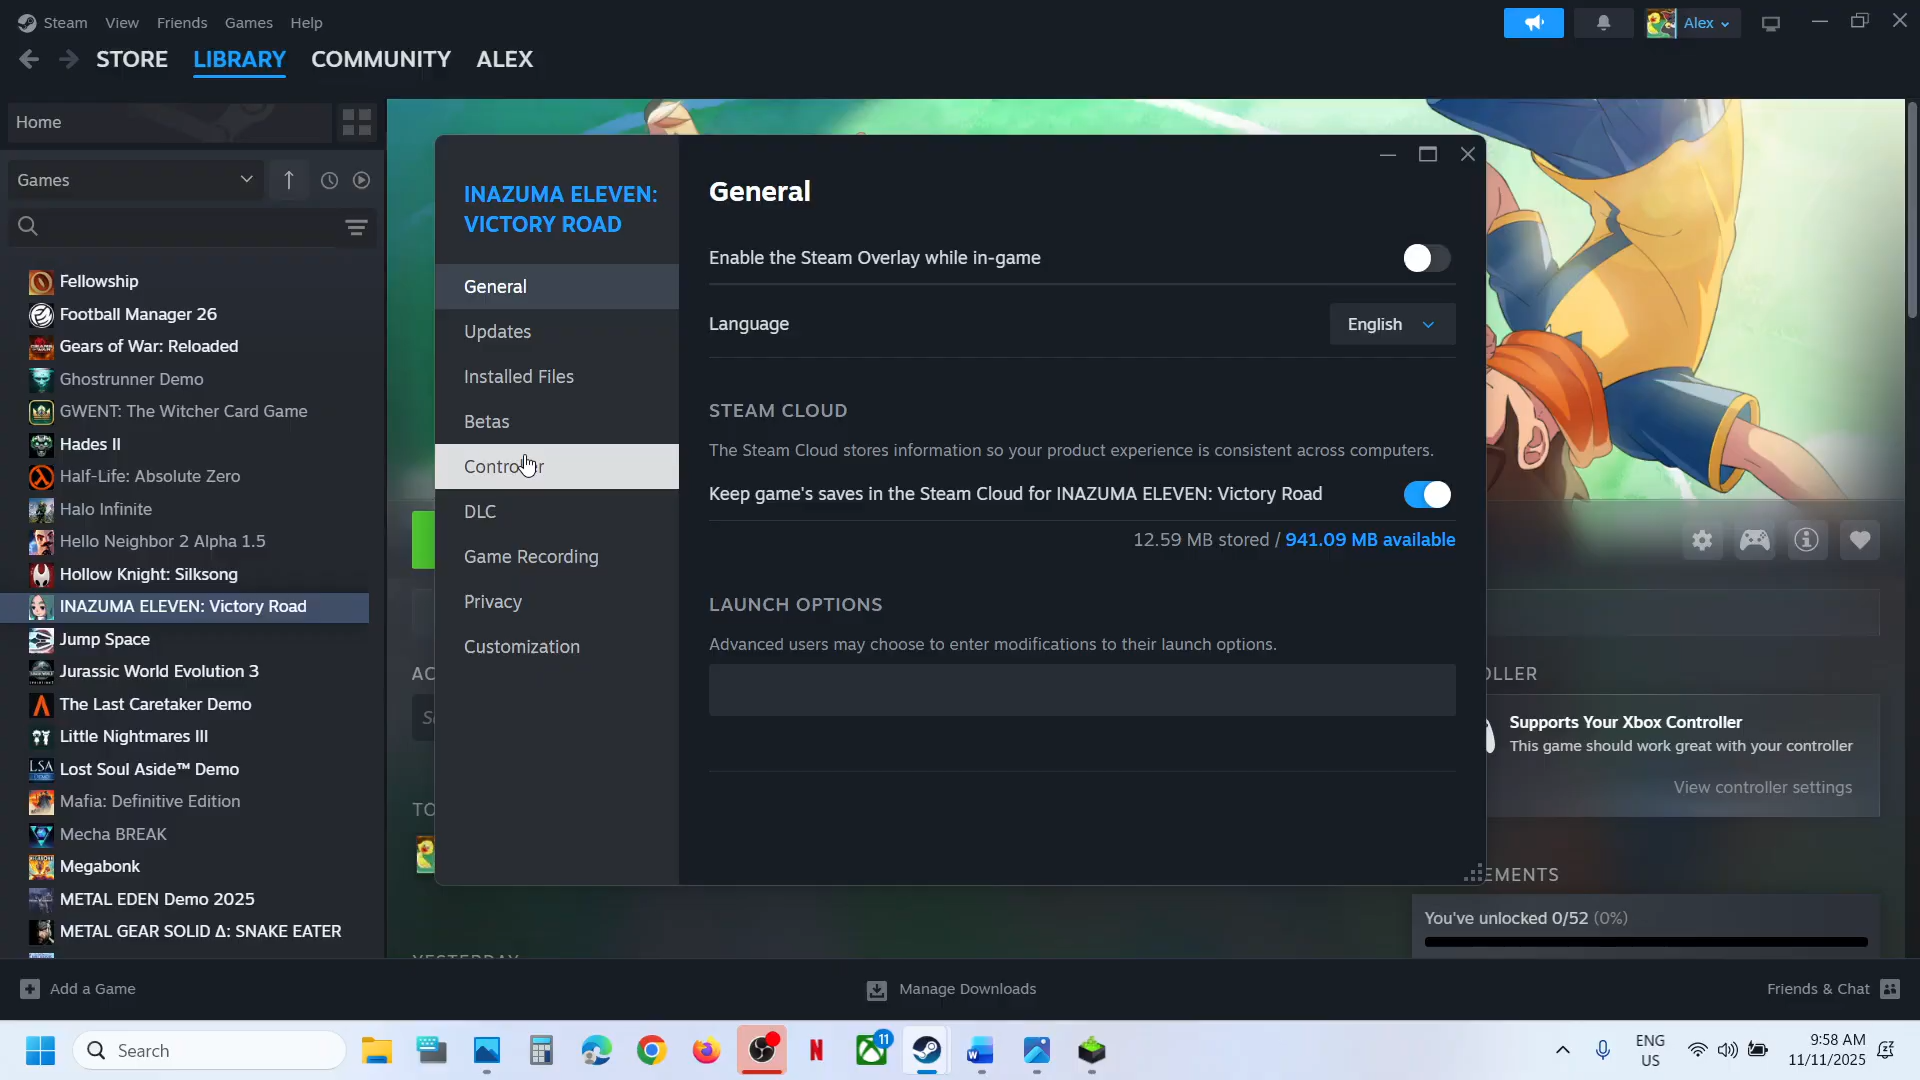 Steam View Friends Games Help
Alex
STORE LIBRARY COMMUNITY ALEX
Home
Games
Fellowship
Football Manager 26
Gears of War: Reloaded
Ghostrunner Demo
GWENT: The Witcher Card Game
Hades II
Half-Life: Absolute Zero
Halo Infinite
Hello Neighbor 2 Alpha 1.5
Hollow Knight: Silksong
INAZUMA ELEVEN: Victory Road
Jump Space
Jurassic World Evolution 3
The Last Caretaker Demo
Little Nightmares III
Lost Soul Aside™ Demo
Mafia: Definitive Edition
Mecha BREAK
Megabonk
METAL EDEN Demo 2025
METAL GEAR SOLID Δ: SNAKE EATER
INAZUMA ELEVEN:
VICTORY ROAD
General
Updates
Installed Files
Betas
Controller
DLC
Game Recording
Privacy
Customization
General
Enable the Steam Overlay while in-game
Language English
STEAM CLOUD
The Steam Cloud stores information so your product experience is consistent across computers.
Keep game's saves in the Steam Cloud for INAZUMA ELEVEN: Victory Road
12.59 MB stored / 941.09 MB available
LAUNCH OPTIONS
Advanced users may choose to enter modifications to their launch options.
Supports Your Xbox Controller
This game should work great with your controller
View controller settings
You've unlocked 0/52 (0%)
Add a Game
Manage Downloads
Friends & Chat
Search
11
ENG
US
9:58 AM
11/11/2025